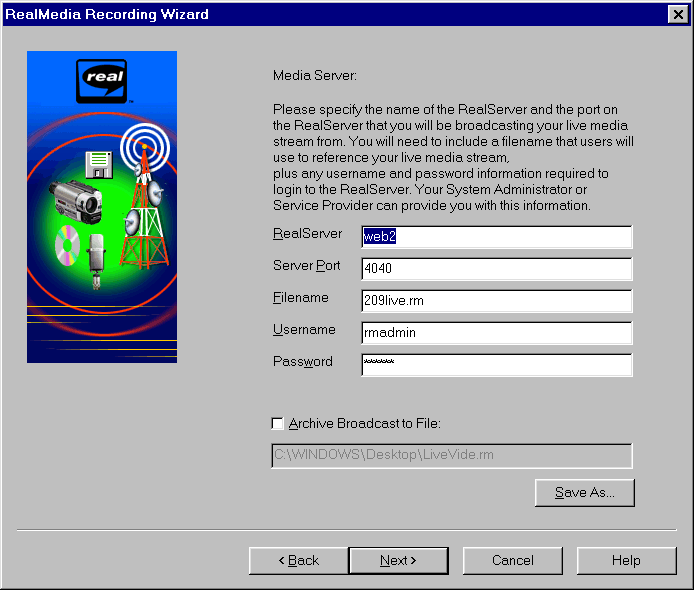 RealMedia Recording Wizard
real
Media Server:
Please specify the name of the RealServer and the port on
the RealServer that you will be broadcasting your live media
stream from. You will need to include a filename that users will
use to reference your live media stream,
plus any username and password information required to
login to the RealServer. Your System Administrator or
Service Provider can provide you with this information.
RealServer web2
Server Port 4040
Filename 209live.rm
Username rmadmin
Password ******
Archive Broadcast to File:
C:\WINDOWS\Desktop\LiveVide.rm
Save As...
< Back Next > Cancel Help